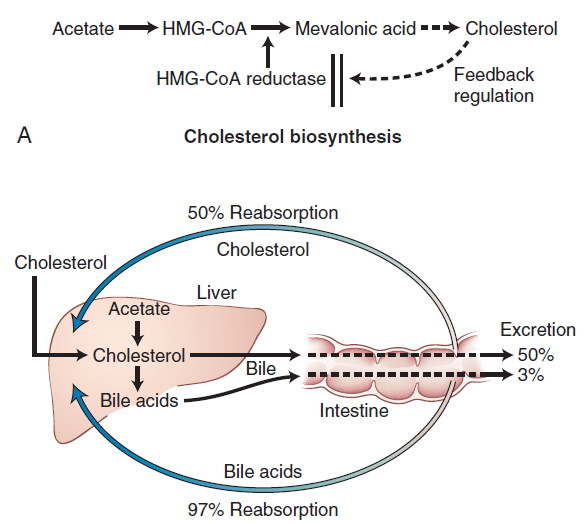 Acetate HMG-CoA Mevalonic acid Cholesterol
HMG-CoA reductase
Feedback
regulation
A
Cholesterol biosynthesis
50% Reabsorption
Cholesterol
Cholesterol
Liver
Acetate
Cholesterol
Bile acids
Bile
Intestine
Excretion
50%
3%
Bile acids
97% Reabsorption